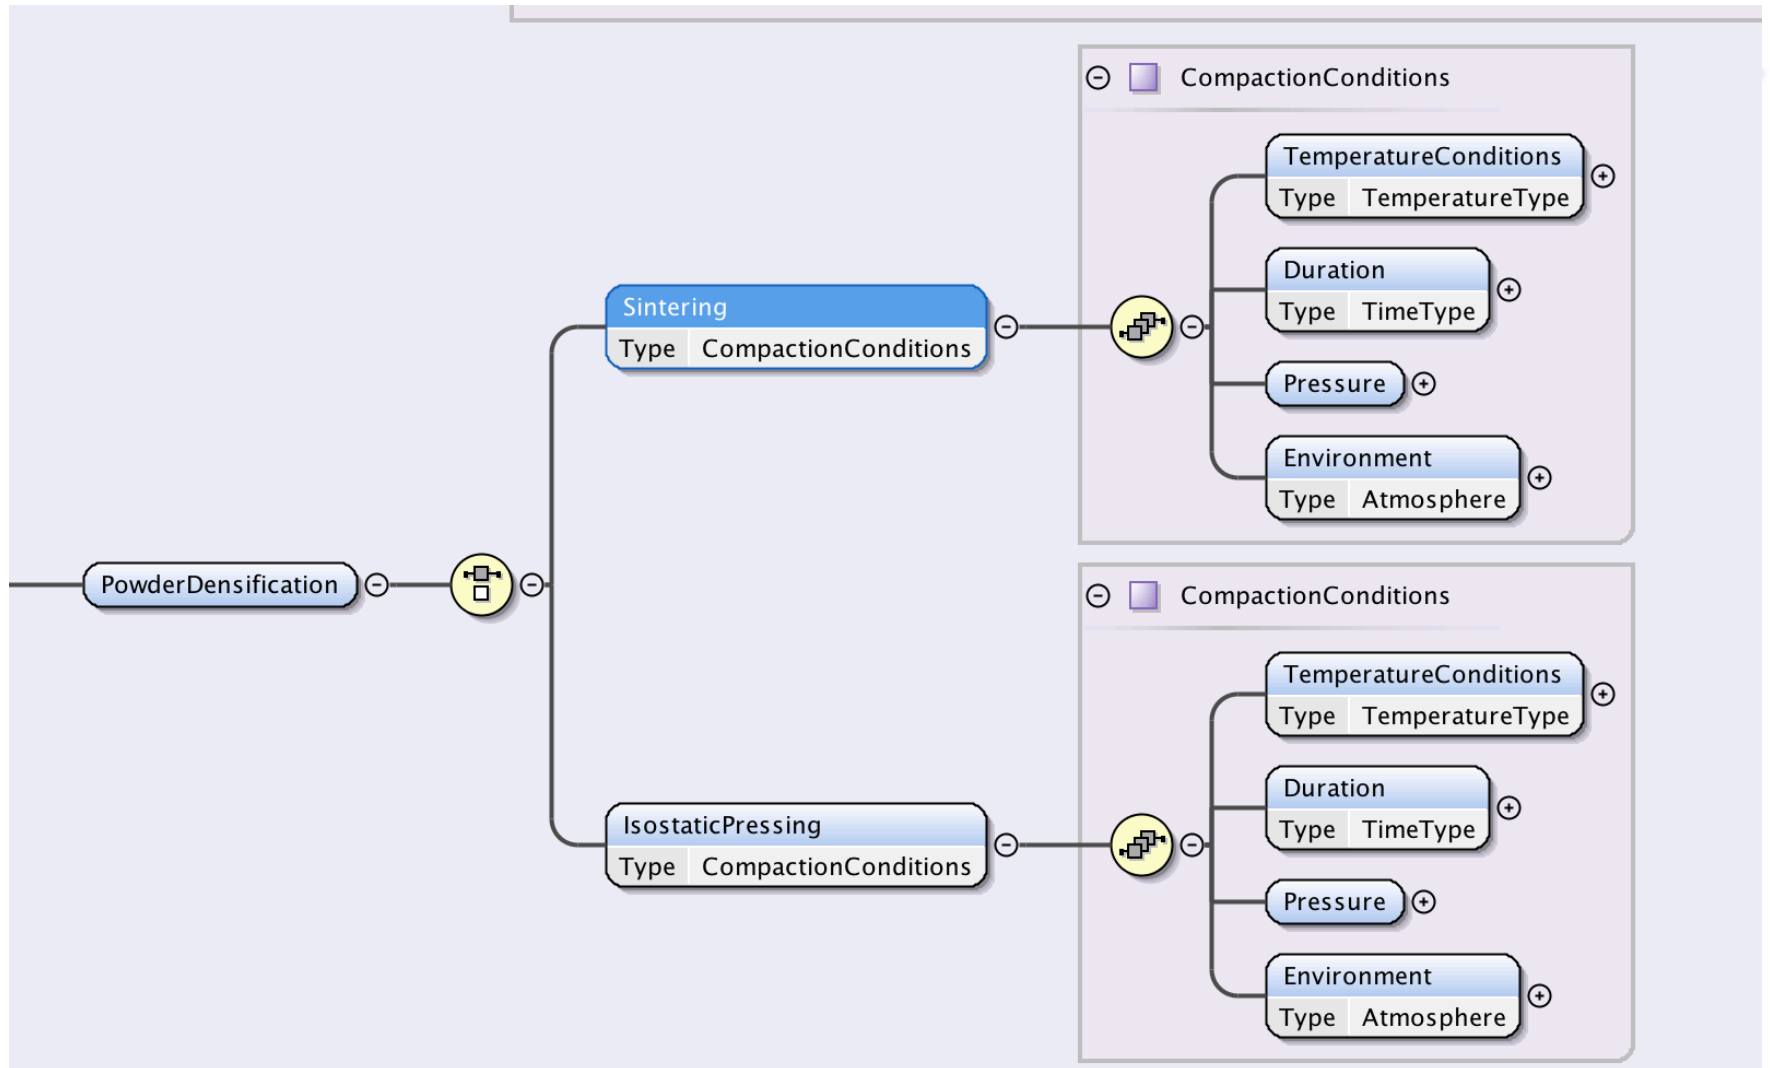 CompactionConditions
TemperatureConditions
Type TemperatureType
Duration
Type TimeType
Sintering
Type CompactionConditions
Pressure
Environment
Type Atmosphere
PowderDensification
CompactionConditions
TemperatureConditions
Type TemperatureType
Duration
Type TimeType
IsostaticPressing
Type CompactionConditions
Pressure
Environment
Type Atmosphere